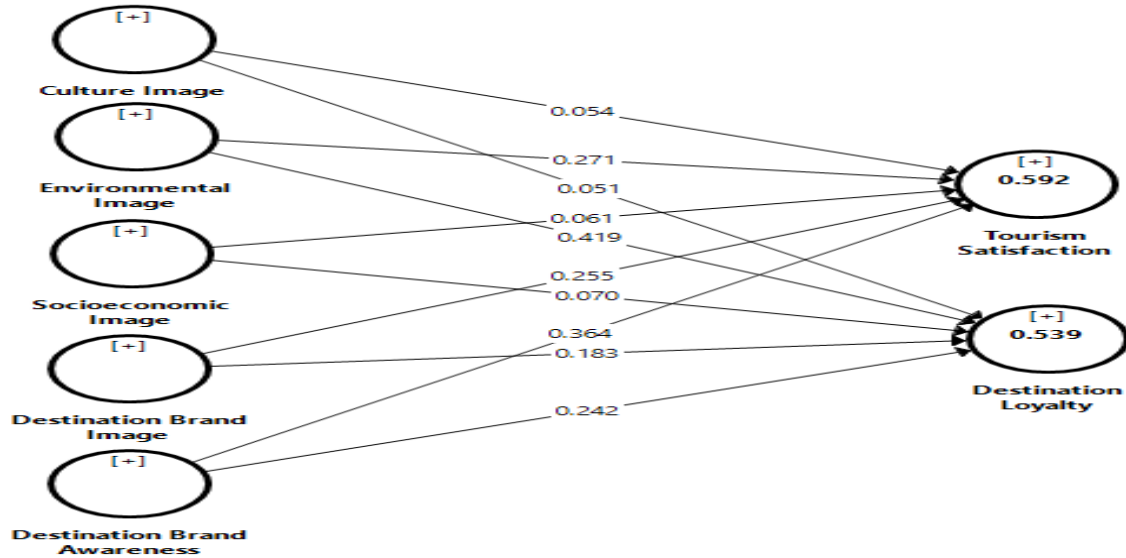 [+]
Culture Image
[+]
Environmental
Image
[+]
Socioeconomic
Image
[+]
Destination Brand
Image
[+]
Destination Brand
Awareness
0.054
0.271
0.051
0.061
0.419
0.255
0.070
0.364
0.183
0.242
[+]
0.592
Tourism
Satisfaction
[+]
0.539
Destination
Loyalty